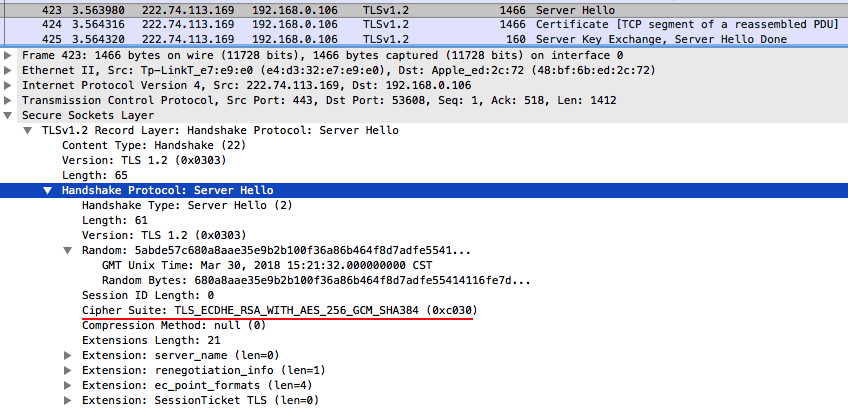 423 3.563980 222.74.113.169 192.168.0.106 TLSv1.2 1466 Server Hello
424 3.564316 222.74.113.169 192.168.0.106 TLSv1.2 1466 Certificate [TCP segment of a reassembled PDU]
425 3.564320 222.74.113.169 192.168.0.106 TLSv1.2 160 Server Key Exchange, Server Hello Done
Frame 423: 1466 bytes on wire (11728 bits), 1466 bytes captured (11728 bits) on interface 0
Ethernet II, Src: Tp-LinkT_e7:e9:e0 (e4:d3:32:e7:e9:e0), Dst: Apple_ed:2c:72 (48:bf:6b:ed:2c:72)
Internet Protocol Version 4, Src: 222.74.113.169, Dst: 192.168.0.106
Transmission Control Protocol, Src Port: 443, Dst Port: 53608, Seq: 1, Ack: 518, Len: 1412
Secure Sockets Layer
TLSv1.2 Record Layer: Handshake Protocol: Server Hello
Content Type: Handshake (22)
Version: TLS 1.2 (0x0303)
Length: 65
Handshake Protocol: Server Hello
Handshake Type: Server Hello (2)
Length: 61
Version: TLS 1.2 (0x0303)
Random: 5abde57c680a8aae35e9b2b100f36a86b464f8d7adfe5541...
GMT Unix Time: Mar 30, 2018 15:21:32.000000000 CST
Random Bytes: 680a8aae35e9b2b100f36a86b464f8d7adfe55414116fe7d...
Session ID Length: 0
Cipher Suite: TLS_ECDHE_RSA_WITH_AES_256_GCM_SHA384 (0xc030)
Compression Method: null (0)
Extensions Length: 21
Extension: server_name (len=0)
Extension: renegotiation_info (len=1)
Extension: ec_point_formats (len=4)
Extension: SessionTicket TLS (len=0)